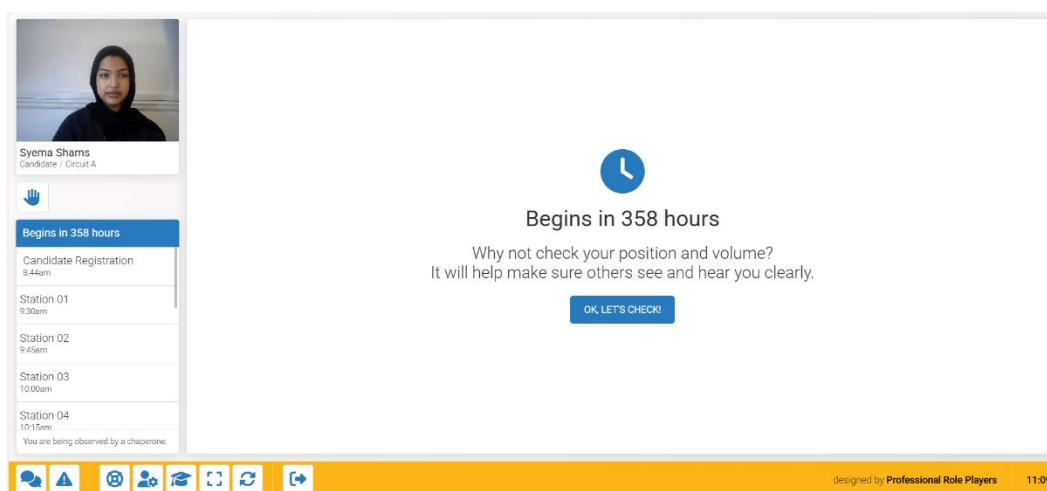 Syema Shams
Candidate / Circuit A
Begins in 358 hours
Candidate Registration
8:44am
Station 01
9:30am
Station 02
9:45am
Station 03
10:00am
Station 04
10:15am
You are being observed by a chaperone.
Begins in 358 hours
Why not check your position and volume?
It will help make sure others see and hear you clearly.
OK, LET'S CHECK!
designed by Professional Role Players